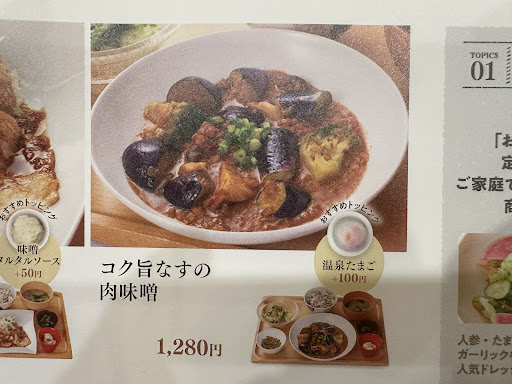 おすすめトッピング
味噌
タルタルソース
+50円
コク旨なすの
肉味噌
1,280円
おすすめトッピング
温泉たまご
+100円
TOPICS
01
「お
定
ご家庭で
商
人参・たま
ガーリック
人気ドレッ